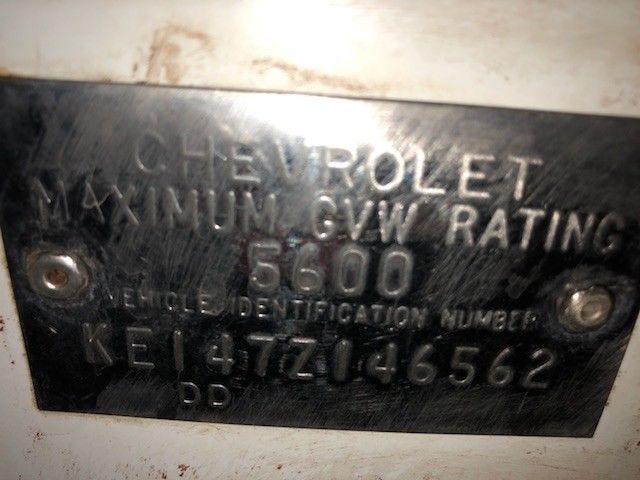 CHEVROLET
MAXIMUM GVW RATING
5600
VEHICLE IDENTIFICATION NUMBER
KE147Z146562
DD